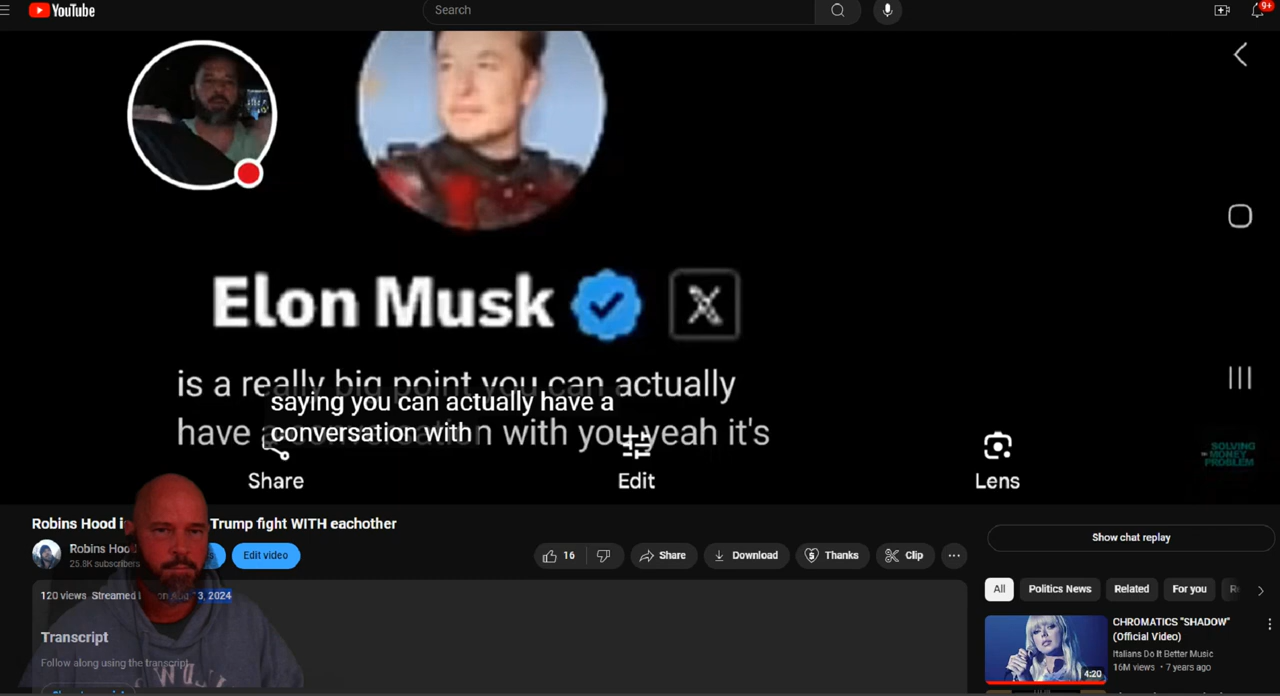 YouTube
Search
9+
Elon Musk
X
is a really big point you can actually
have a conversation with you yeah it's
saying you can actually have a
conversation with
Share
Edit
Lens
SOLVING
MONEY
PROBLEM
Robins Hood i Trump fight WITH eachother
Robins Hoo
25.8K subscribers
Edit video
16
Share
Download
Thanks
Clip
Show chat replay
120 views Streamed on Aug 13, 2024
All
Politics News
Related
For you
Transcript
Follow along using the transcript.
CHROMATICS "SHADOW"
(Official Video)
Italians Do It Better Music
16M views • 7 years ago
4:20